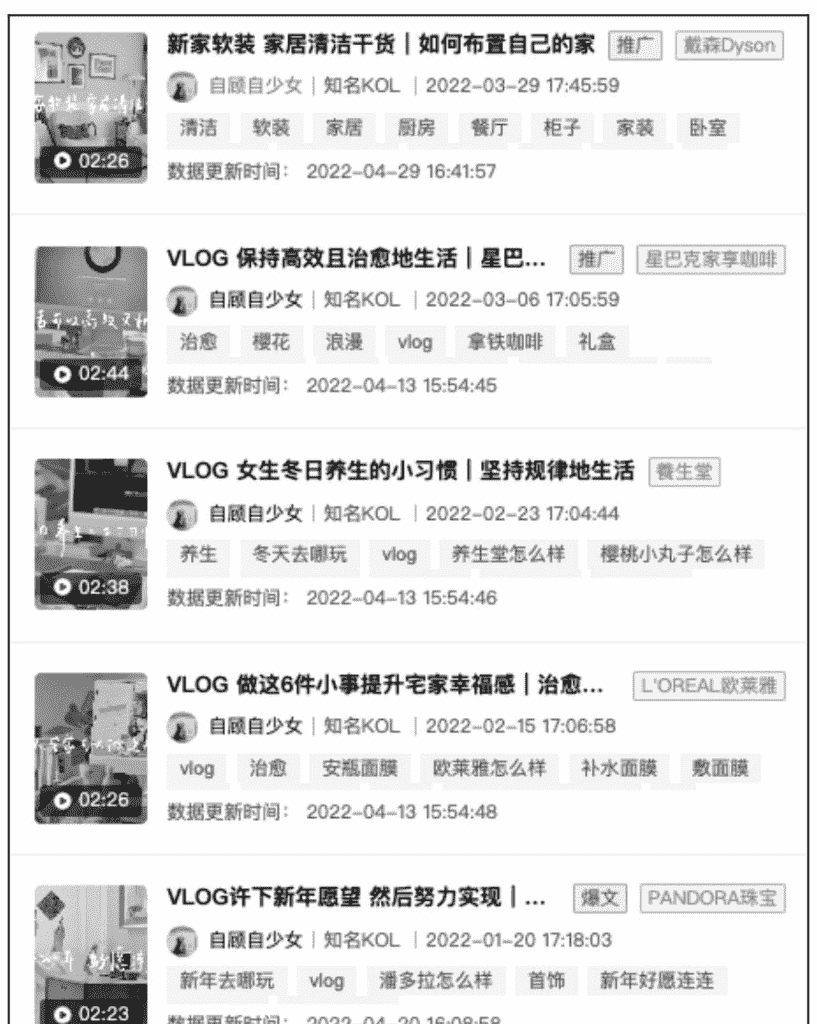 新家软装 家居清洁干货｜如何布置自己的家 推广 戴森Dyson
自顾自少女｜知名KOL｜2022-03-29 17:45:59
清洁 软装 家居 厨房 餐厅 柜子 家装 卧室
02:26
数据更新时间： 2022-04-29 16:41:57
VLOG 保持高效且治愈地生活｜星巴... 推广 星巴克家享咖啡
自顾自少女｜知名KOL｜2022-03-06 17:05:59
治愈 樱花 浪漫 vlog 拿铁咖啡 礼盒
02:44
数据更新时间： 2022-04-13 15:54:45
VLOG 女生冬日养生的小习惯｜坚持规律地生活 養生堂
自顾自少女｜知名KOL｜2022-02-23 17:04:44
养生 冬天去哪玩 vlog 养生堂怎么样 樱桃小丸子怎么样
02:38
数据更新时间： 2022-04-13 15:54:46
VLOG 做这6件小事提升宅家幸福感｜治愈... L'OREAL欧莱雅
自顾自少女｜知名KOL｜2022-02-15 17:06:58
vlog 治愈 安瓶面膜 欧莱雅怎么样 补水面膜 敷面膜
02:26
数据更新时间： 2022-04-13 15:54:48
VLOG许下新年愿望 然后努力实现｜... 爆文 PANDORA珠宝
自顾自少女｜知名KOL｜2022-01-20 17:18:03
新年去哪玩 vlog 潘多拉怎么样 首饰 新年好愿连连
02:23
数据更新时间： 2022-04-20 16:08:58